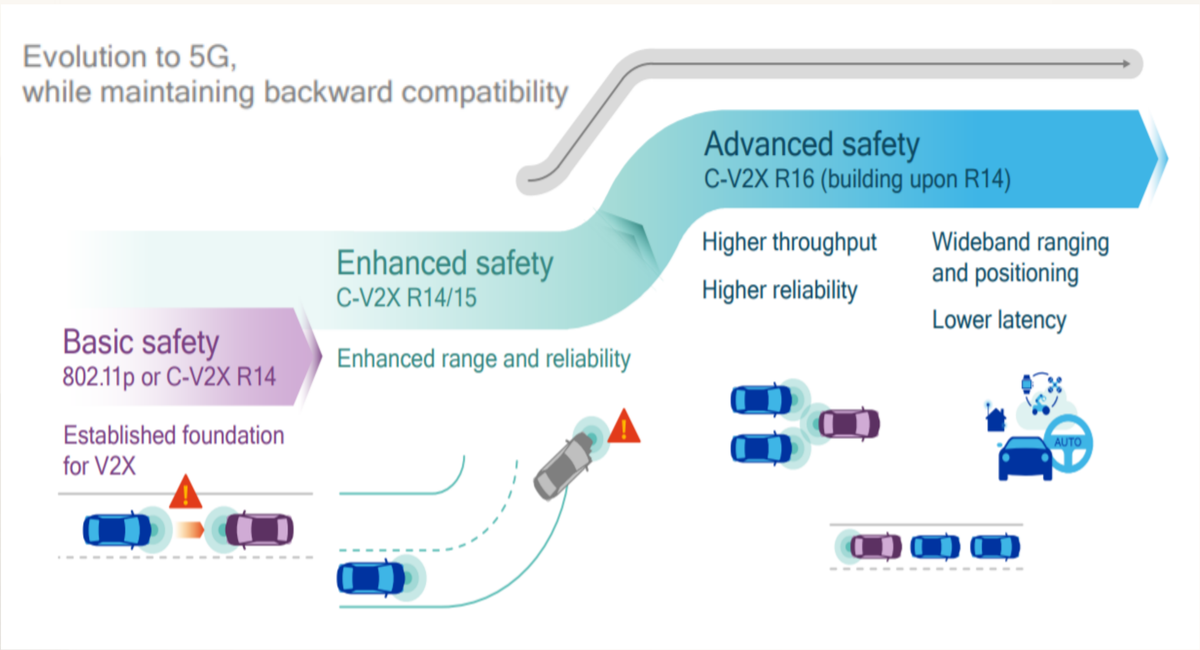 Evolution to 5G,
while maintaining backward compatibility
Advanced safety
C-V2X R16 (building upon R14)
Higher throughput
Higher reliability
Wideband ranging
and positioning
Lower latency
Enhanced safety
C-V2X R14/15
Enhanced range and reliability
Basic safety
802.11p or C-V2X R14
Established foundation
for V2X
!
!
AUTO